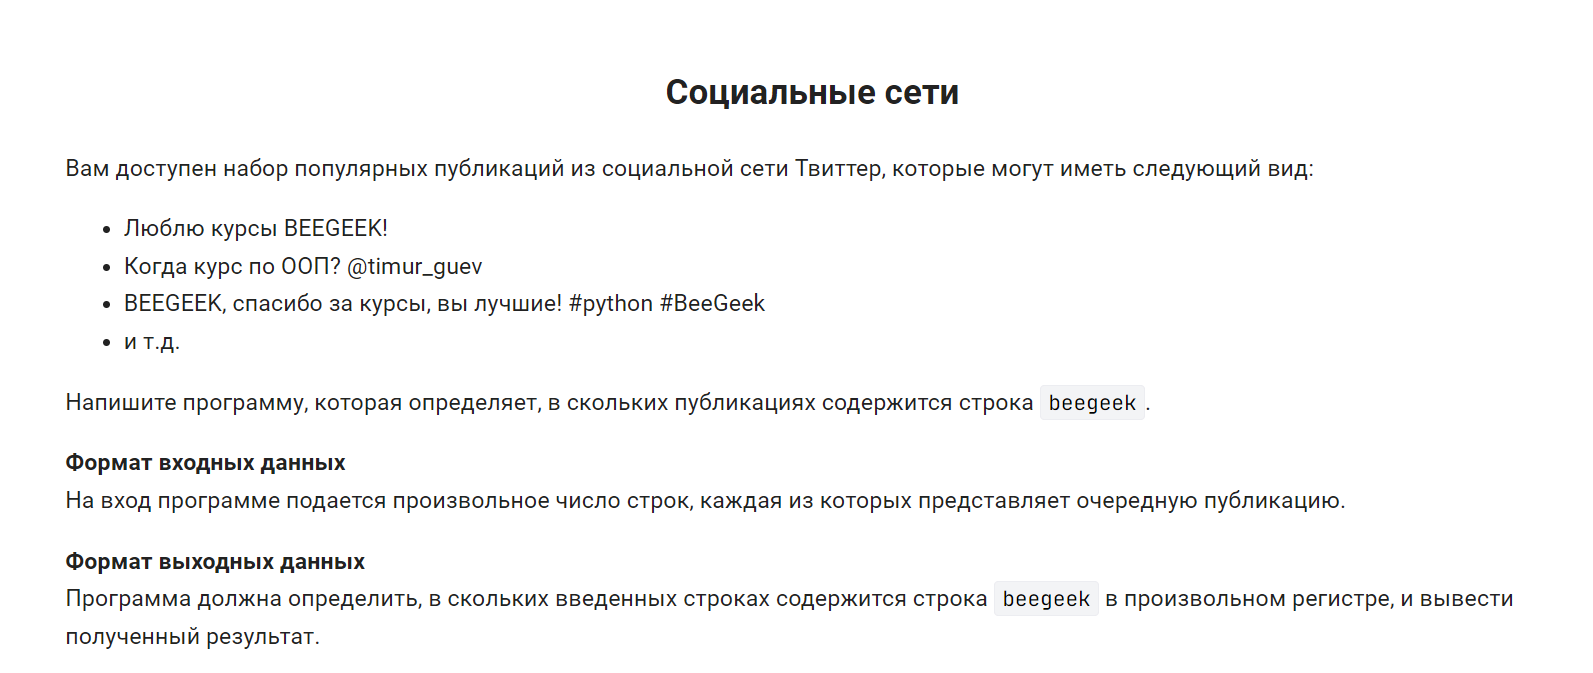 Социальные сети
Вам доступен набор популярных публикаций из социальной сети Твиттер, которые могут иметь следующий вид:
• Люблю курсы BEEGEEK!
• Когда курс по ООП? @timur_guev
• BEEGEEK, спасибо за курсы, вы лучшие! #python #BeeGeek
• и т.д.
Напишите программу, которая определяет, в скольких публикациях содержится строка beegeek.
Формат входных данных
На вход программе подается произвольное число строк, каждая из которых представляет очередную публикацию.
Формат выходных данных
Программа должна определить, в скольких введенных строках содержится строка beegeek в произвольном регистре, и вывести
полученный результат.